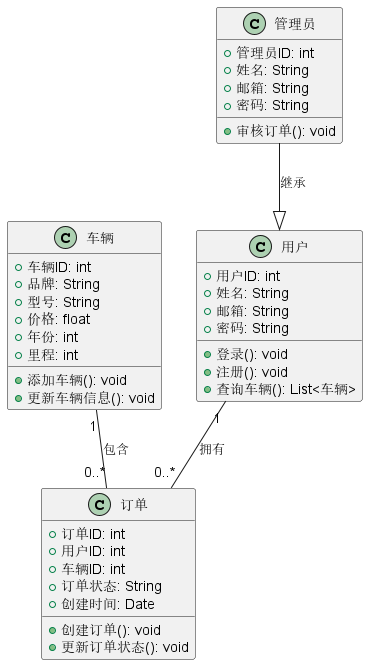 C 管理员
管理员ID: int
姓名: String
邮箱: String
密码: String
审核订单(): void
继承
C 车辆
车辆ID: int
品牌: String
型号: String
价格: float
年份: int
里程: int
添加车辆(): void
更新车辆信息(): void
C 用户
用户ID: int
姓名: String
邮箱: String
密码: String
登录(): void
注册(): void
查询车辆(): List<车辆>
1
包含
0..*
1
拥有
0..*
C 订单
订单ID: int
用户ID: int
车辆ID: int
订单状态: String
创建时间: Date
创建订单(): void
更新订单状态(): void